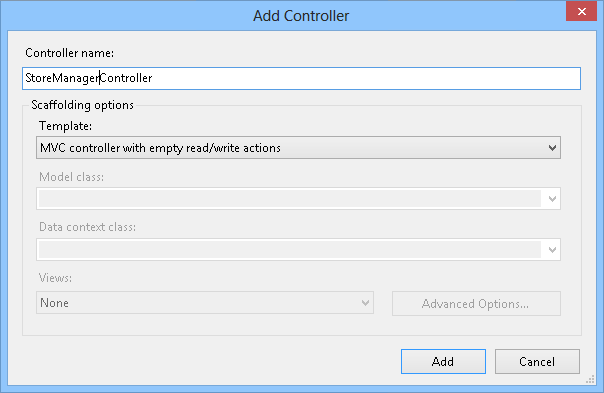 Add Controller
Controller name:
StoreManagerController
Scaffolding options
Template:
MVC controller with empty read/write actions
Model class:
Data context class:
Views:
None
Advanced Options...
Add
Cancel